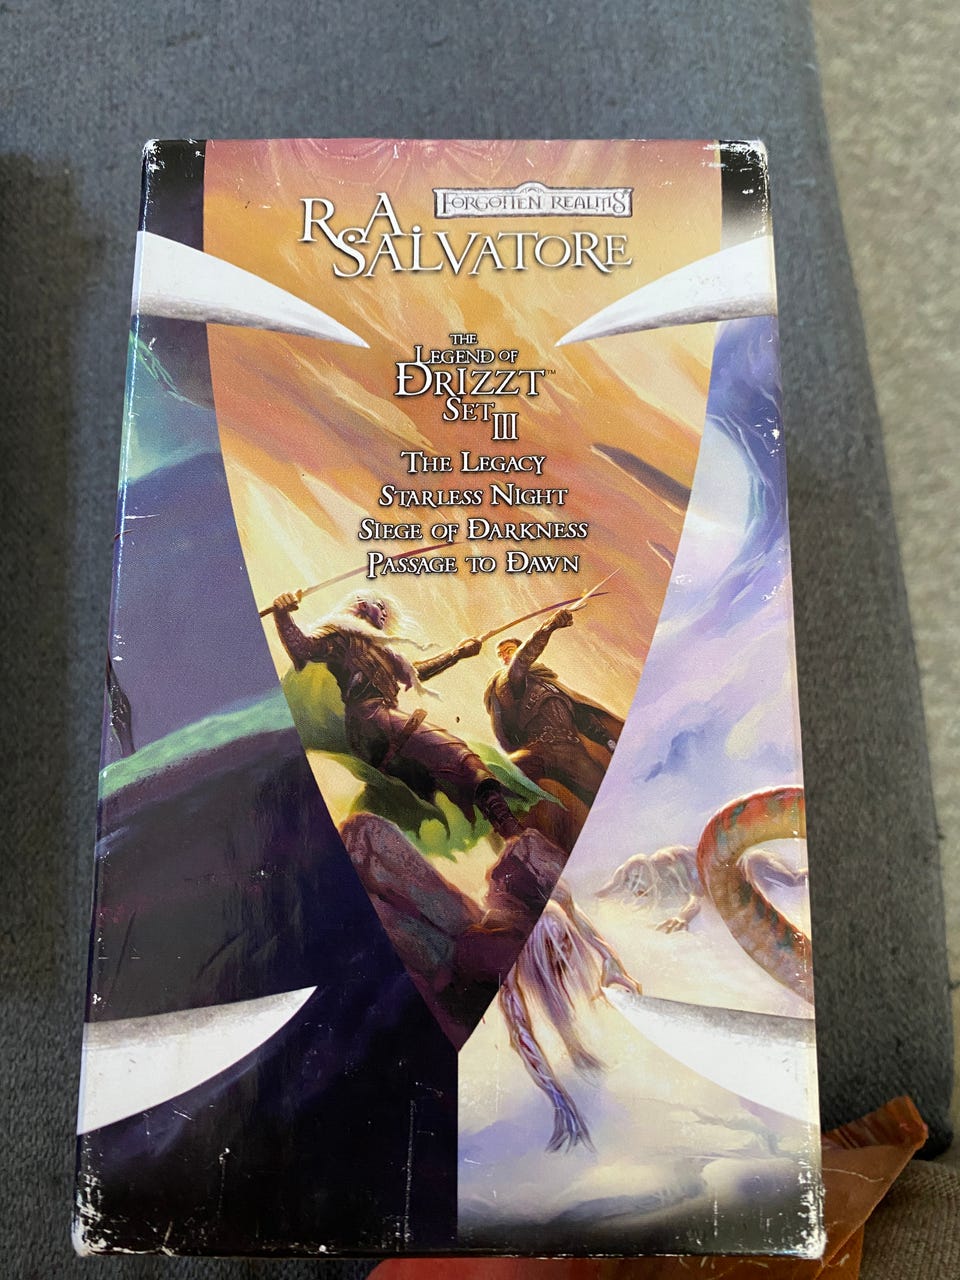 FORGOTTEN REALMS
R.A.
SALVATORE
THE
LEGEND OF
DRIZZT™
SET
III
THE LEGACY
STARLESS NIGHT
SIEGE OF DARKNESS
PASSAGE TO DAWN